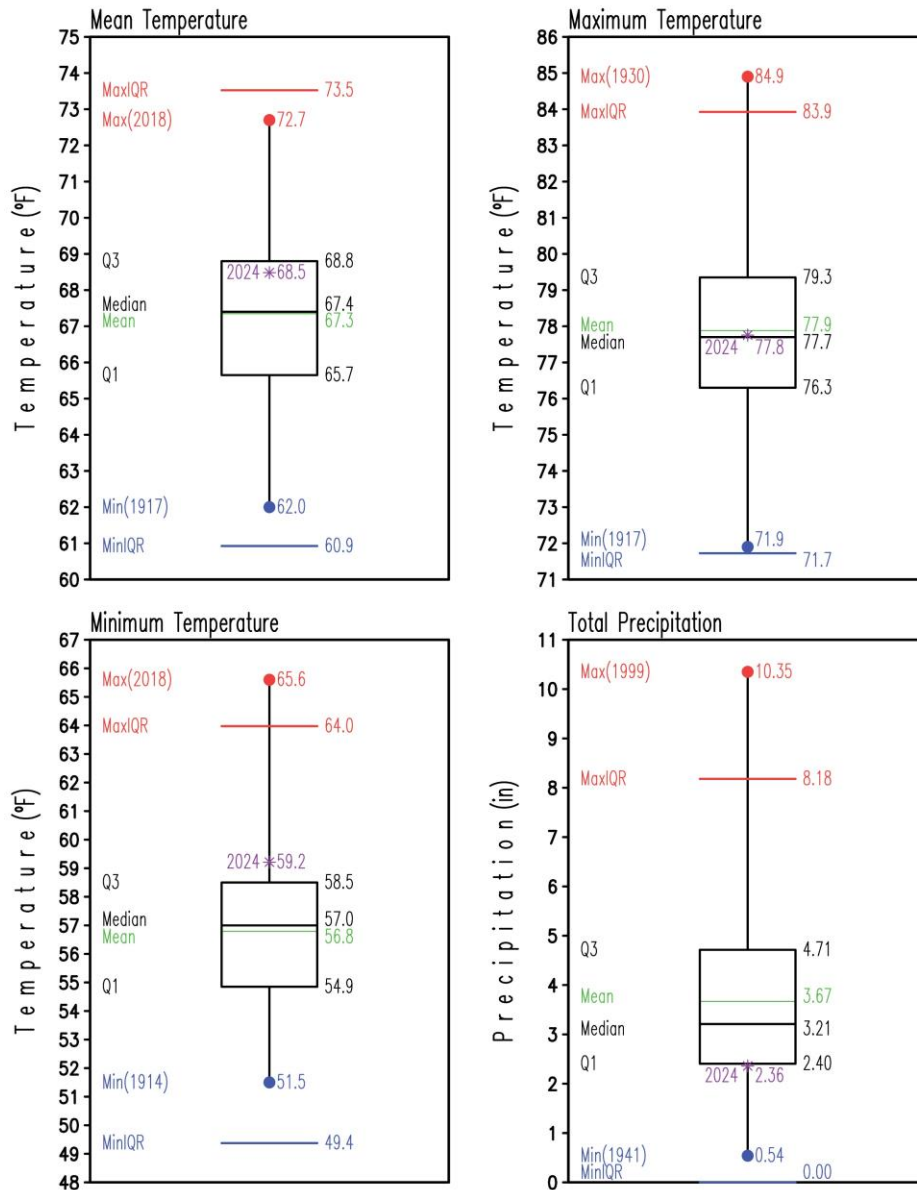 Mean Temperature
Temperature (ºF)
75
74
73
72
71
70
69
68
67
66
65
64
63
62
61
60
MaxIQR 73.5
Max(2018) 72.7
Q3 68.8
2024 68.5
Median 67.4
Mean 67.3
Q1 65.7
Min(1917) 62.0
MinIQR 60.9
Maximum Temperature
Temperature (ºF)
86
85
84
83
82
81
80
79
78
77
76
75
74
73
72
71
Max(1930) 84.9
MaxIQR 83.9
Q3 79.3
Mean 77.9
Median 77.7
2024 77.8
Q1 76.3
Min(1917) 71.9
MinIQR 71.7
Minimum Temperature
Temperature (ºF)
67
66
65
64
63
62
61
60
59
58
57
56
55
54
53
52
51
50
49
48
Max(2018) 65.6
MaxIQR 64.0
2024 59.2
Q3 58.5
Median 57.0
Mean 56.8
Q1 54.9
Min(1914) 51.5
MinIQR 49.4
Total Precipitation
Precipitation (in)
11
10
9
8
7
6
5
4
3
2
1
0
Max(1999) 10.35
MaxIQR 8.18
Q3 4.71
Mean 3.67
Median 3.21
Q1 2.40
2024 2.36
Min(1941) 0.54
MinIQR 0.00